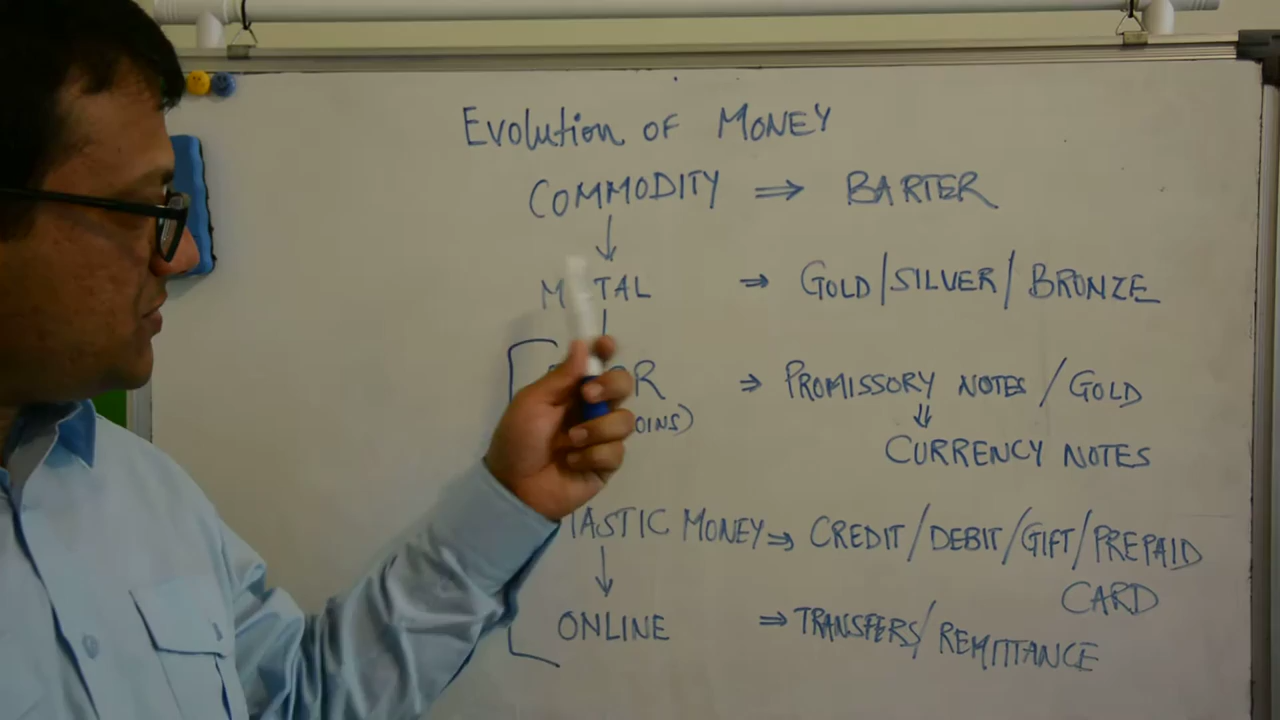 Evolution OF MONEY
COMMODITY ⇒ BARTER
↓
⇒ GOLD/SILVER/BRONZE
⇒ PROMISSORY NOTES / GOLD
⇓
CURRENCY NOTES
MONEY ⇒ CREDIT/DEBIT/GIFT/PREPAID
CARD
↓
ONLINE ⇒ TRANSFERS/REMITTANCE